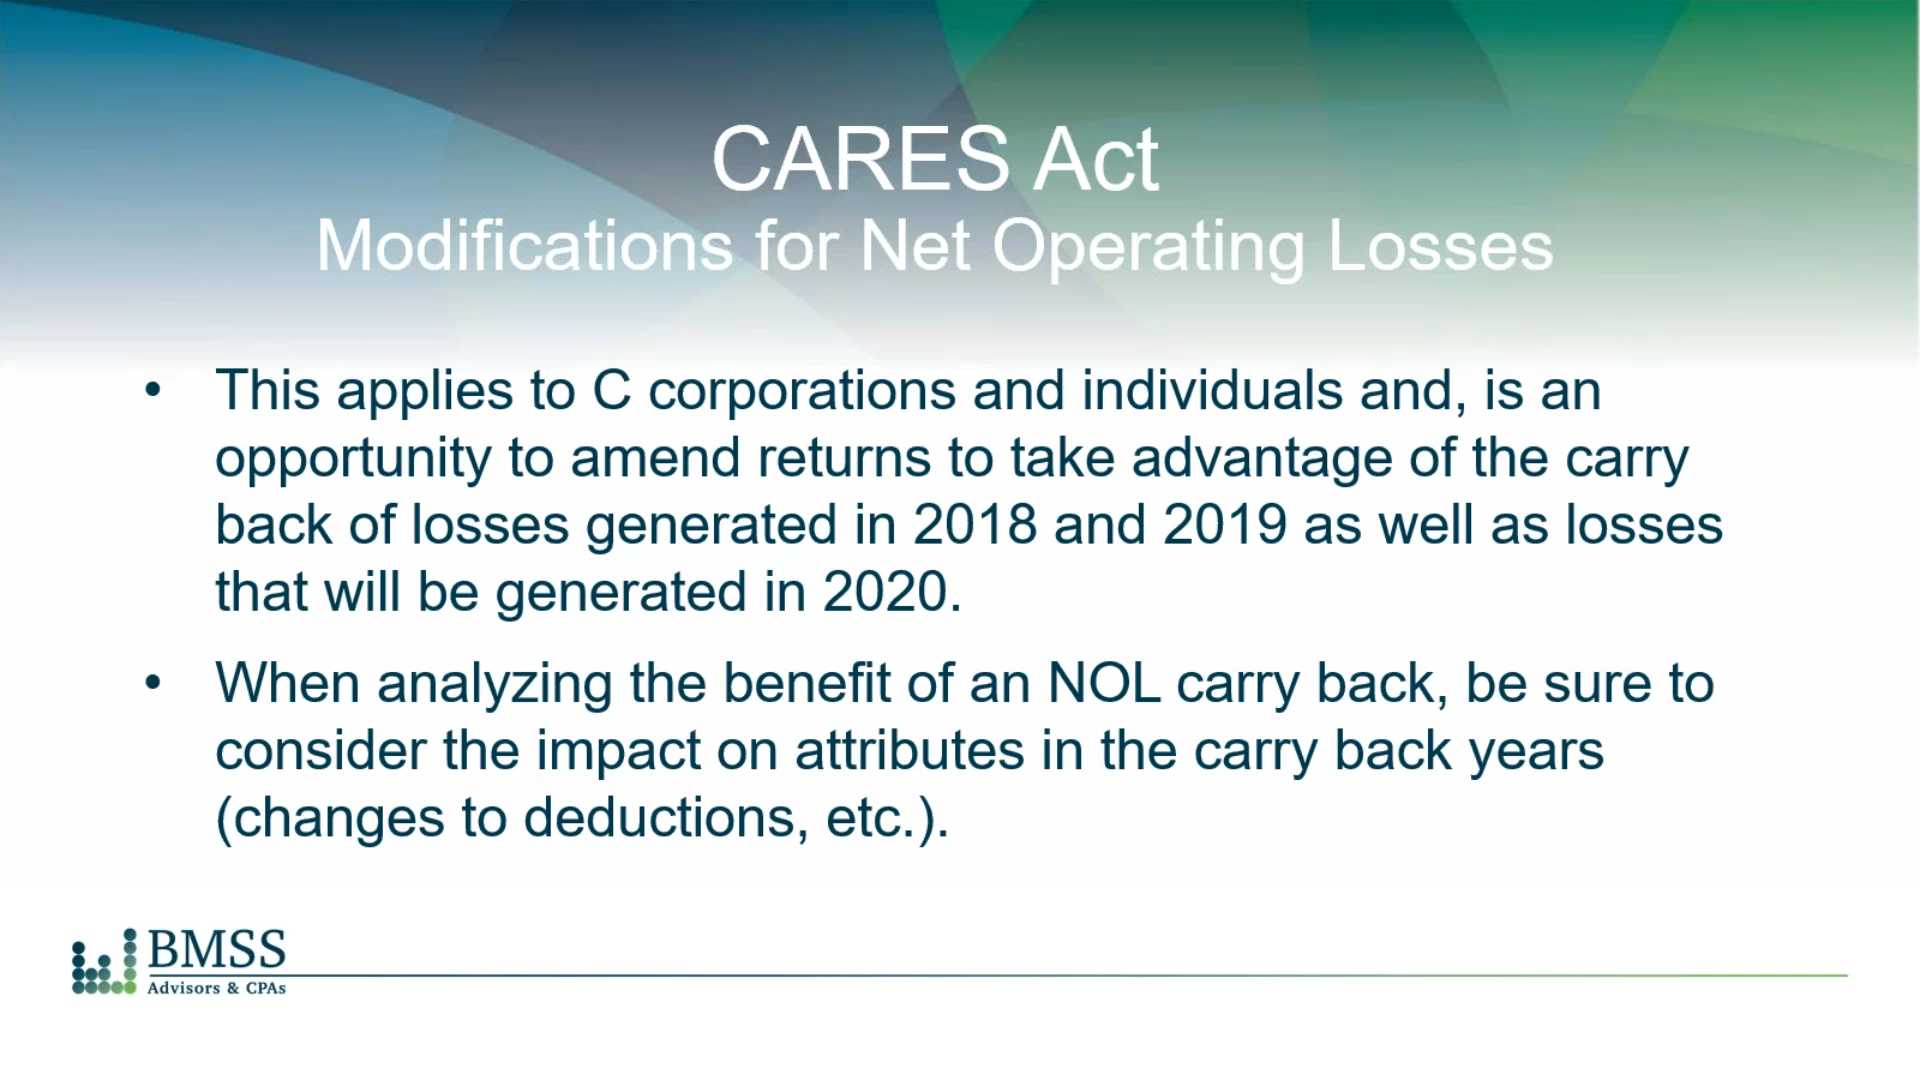 CARES Act
Modifications for Net Operating Losses
• This applies to C corporations and individuals and, is an
opportunity to amend returns to take advantage of the carry
back of losses generated in 2018 and 2019 as well as losses
that will be generated in 2020.
• When analyzing the benefit of an NOL carry back, be sure to
consider the impact on attributes in the carry back years
(changes to deductions, etc.).
BMSS
Advisors & CPAs